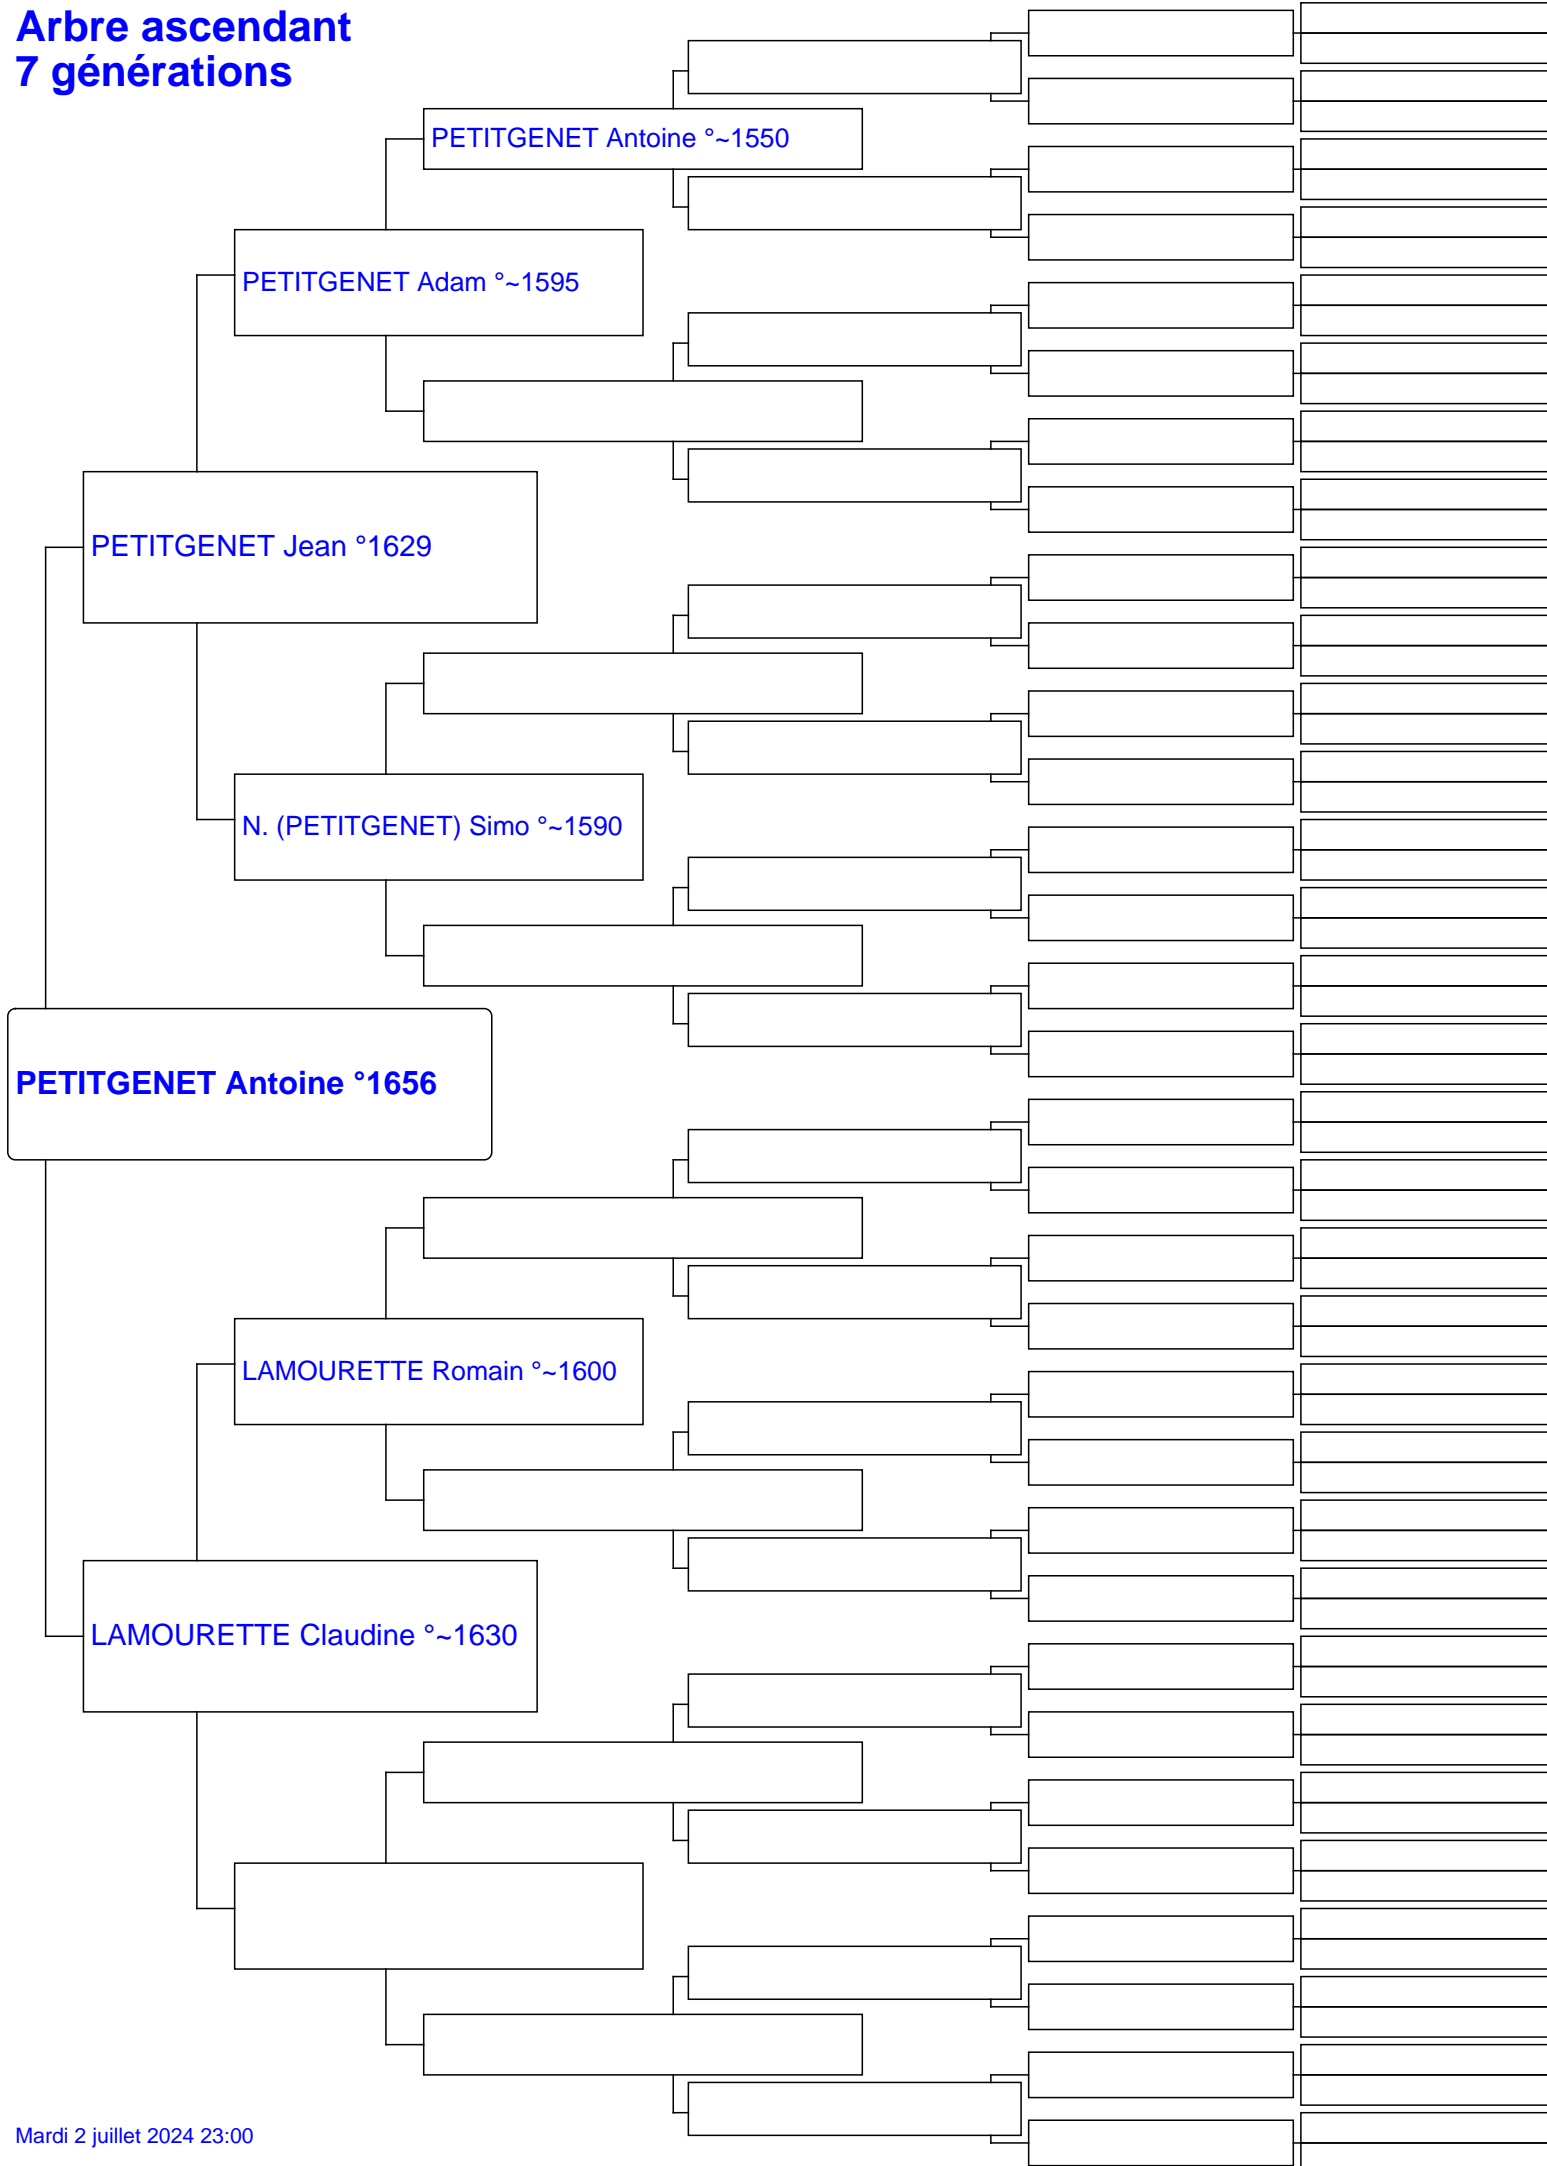 Arbre ascendant
7 générations
PETITGENET Antoine °~1550
PETITGENET Adam °~1595
PETITGENET Jean °1629
N. (PETITGENET) Simo °~1590
PETITGENET Antoine °1656
LAMOURETTE Romain °~1600
LAMOURETTE Claudine °~1630
Mardi 2 juillet 2024 23:00